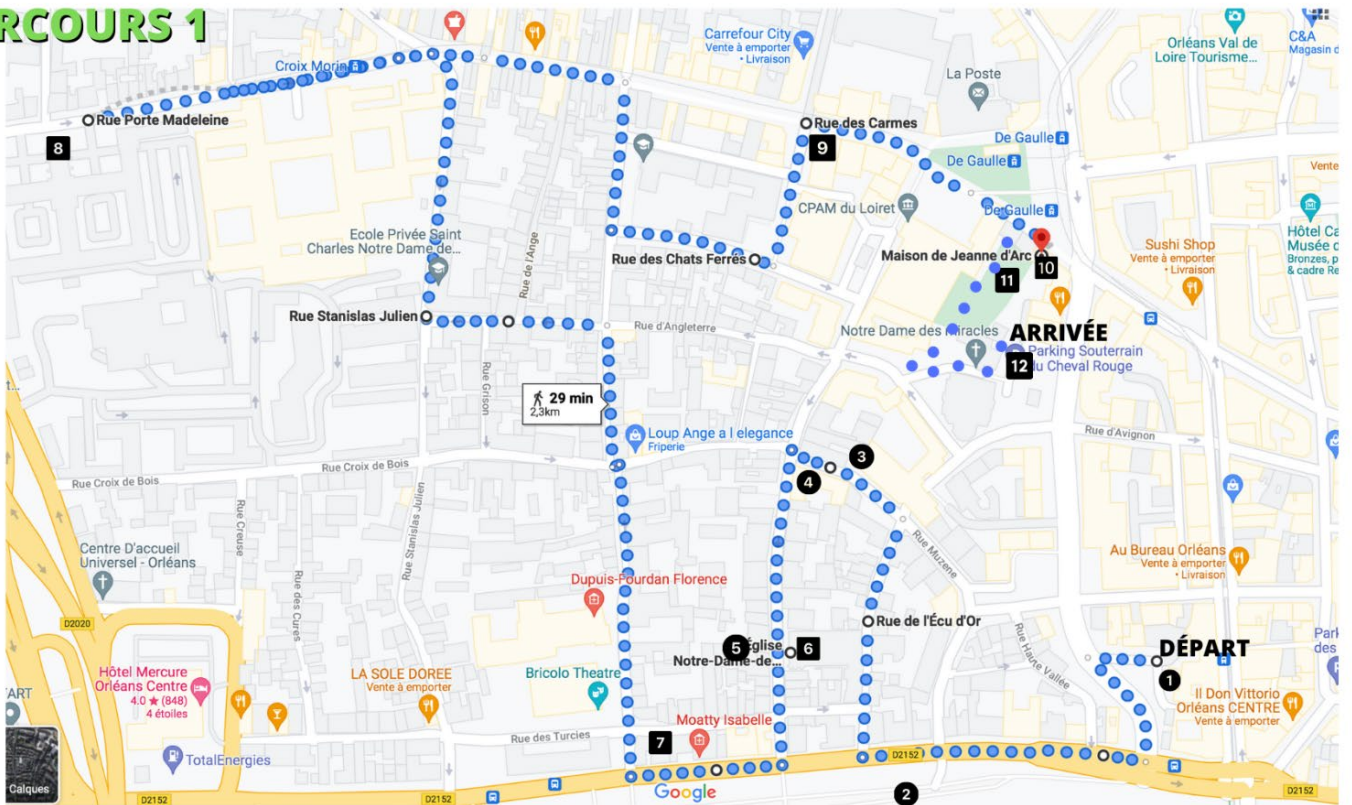 RCOURS 1
Croix Morin
Carrefour City
Vente à emporter
• Livraison
Orléans Val de
Loire Tourisme...
C&A
Magasin d
La Poste
Rue Porte Madeleine
8
Rue des Carmes
9
De Gaulle
De Gaulle
De Gaulle
Vente
CPAM du Loiret
Ecole Privée Saint
Charles Notre Dame de...
Rue de l'Ange
Rue des Chats Ferrés
Maison de Jeanne d'Arc
10
11
Sushi Shop
Vente à emporter
• Livraison
Hôtel Ca
Musée d
Bronzes, p
& cadre Re
Rue Stanislas Julien
Rue d'Angleterre
Notre Dame des Miracles
ARRIVÉE
12
Parking Souterrain
du Cheval Rouge
Rue Grison
29 min
2,3km
Loup Ange a l elegance
Friperie
Rue d'Avignon
3
4
Rue Croix de Bois
Rue Croix de Bois
Rue Creuse
Rue Stanislas Julien
Rue Muzene
Centre D'accueil
Universel - Orléans
Rue des Cures
Au Bureau Orléans
Vente à emporter
• Livraison
Dupuis-Pourdan Florence
D2020
Rue de l'Écu d'Or
5
Église
Notre-Dame-de...
6
Rue Haute Vallée
DÉPART
1
Park
des
Hôtel Mercure
Orléans Centre
4.0 ★ (848)
4 étoiles
LA SOLE DOREE
Vente à emporter
Bricolo Theatre
Il Don Vittorio
Orléans CENTRE
Vente à emporter
TART
Moatty Isabelle
7
Rue des Turcies
TotalEnergies
D2152
Calques
D2152
D2152
Google
2
D2152